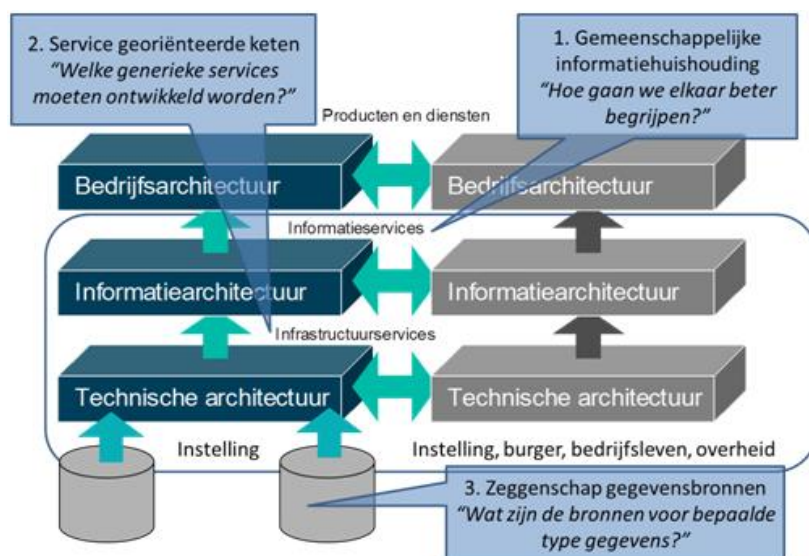 2. Service georiënteerde keten
“Welke generieke services
moeten ontwikkeld worden?”
1. Gemeenschappelijke
informatiehuishouding
“Hoe gaan we elkaar beter
begrijpen?”
Producten en diensten
Bedrijfsarchitectuur
Bedrijfsarchitectuur
Informatieservices
Informatiearchitectuur
Informatiearchitectuur
Infrastructuurservices
Technische architectuur
Technische architectuur
Instelling
Instelling, burger, bedrijfsleven, overheid
3. Zeggenschap gegevensbronnen
“Wat zijn de bronnen voor bepaalde
type gegevens?”